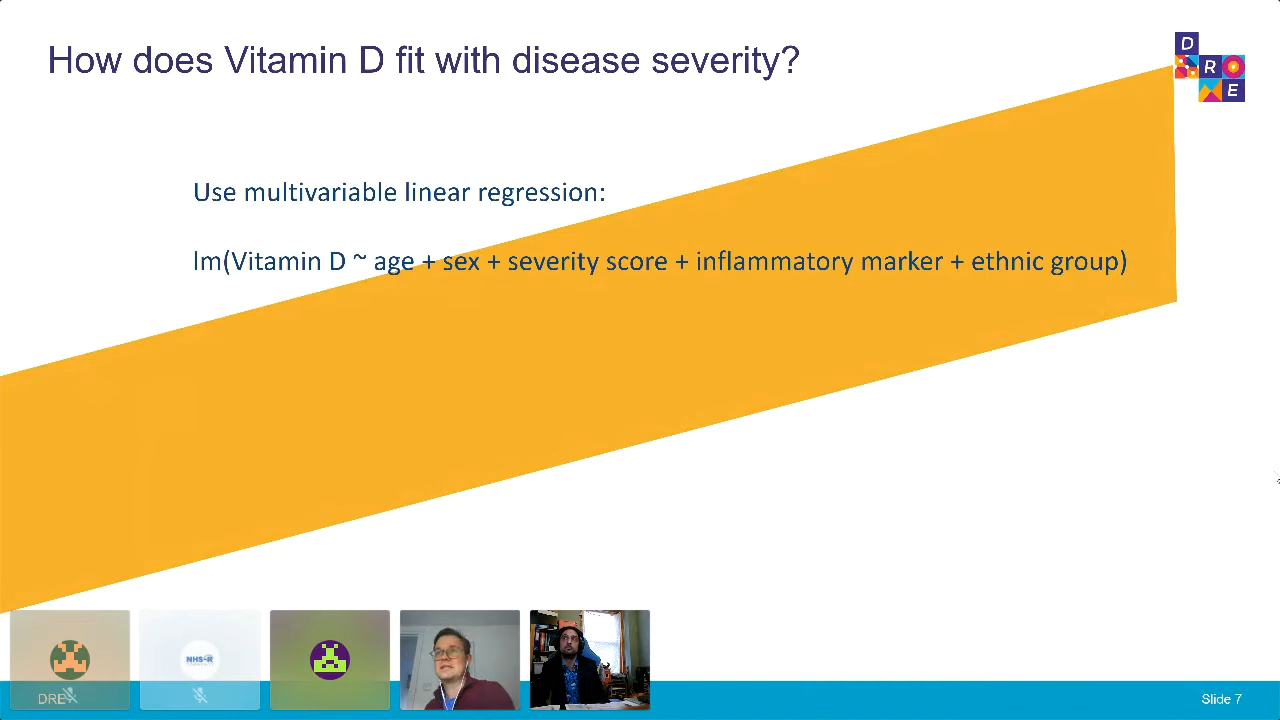 How does Vitamin D fit with disease severity?
D
R
E
Use multivariable linear regression:
lm(Vitamin D ~ age + sex + severity score + inflammatory marker + ethnic group)
NHS-R
DRE
Slide 7